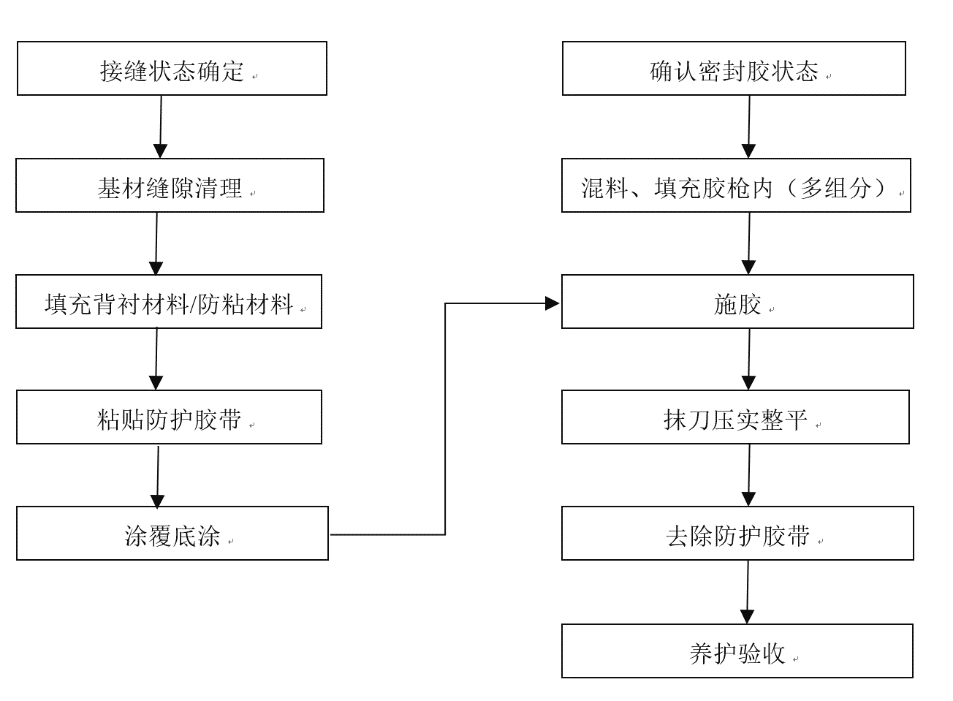 接缝状态确定
基材缝隙清理
填充背衬材料/防粘材料
粘贴防护胶带
涂覆底涂
确认密封胶状态
混料、填充胶枪内（多组分）
施胶
抹刀压实整平
去除防护胶带
养护验收